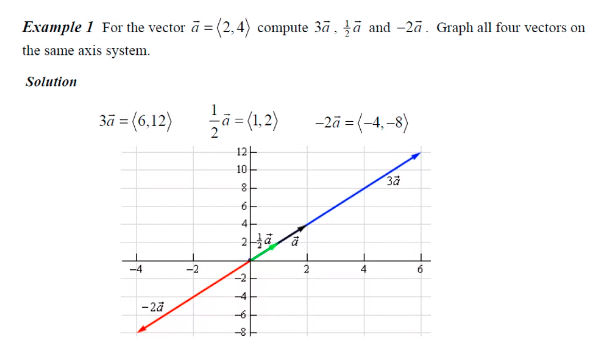 Example 1 For the vector a⃗ = ⟨2, 4⟩ compute 3a⃗ , ½a⃗ and −2a⃗ . Graph all four vectors on
the same axis system.
Solution
3a⃗ = ⟨6,12⟩ ½a⃗ = ⟨1, 2⟩ −2a⃗ = ⟨−4, −8⟩
12
10
3a⃗
8
6
4
2 ½a⃗ a⃗
−4 −2 2 4 6
−2
−4
−2a⃗
−6
−8